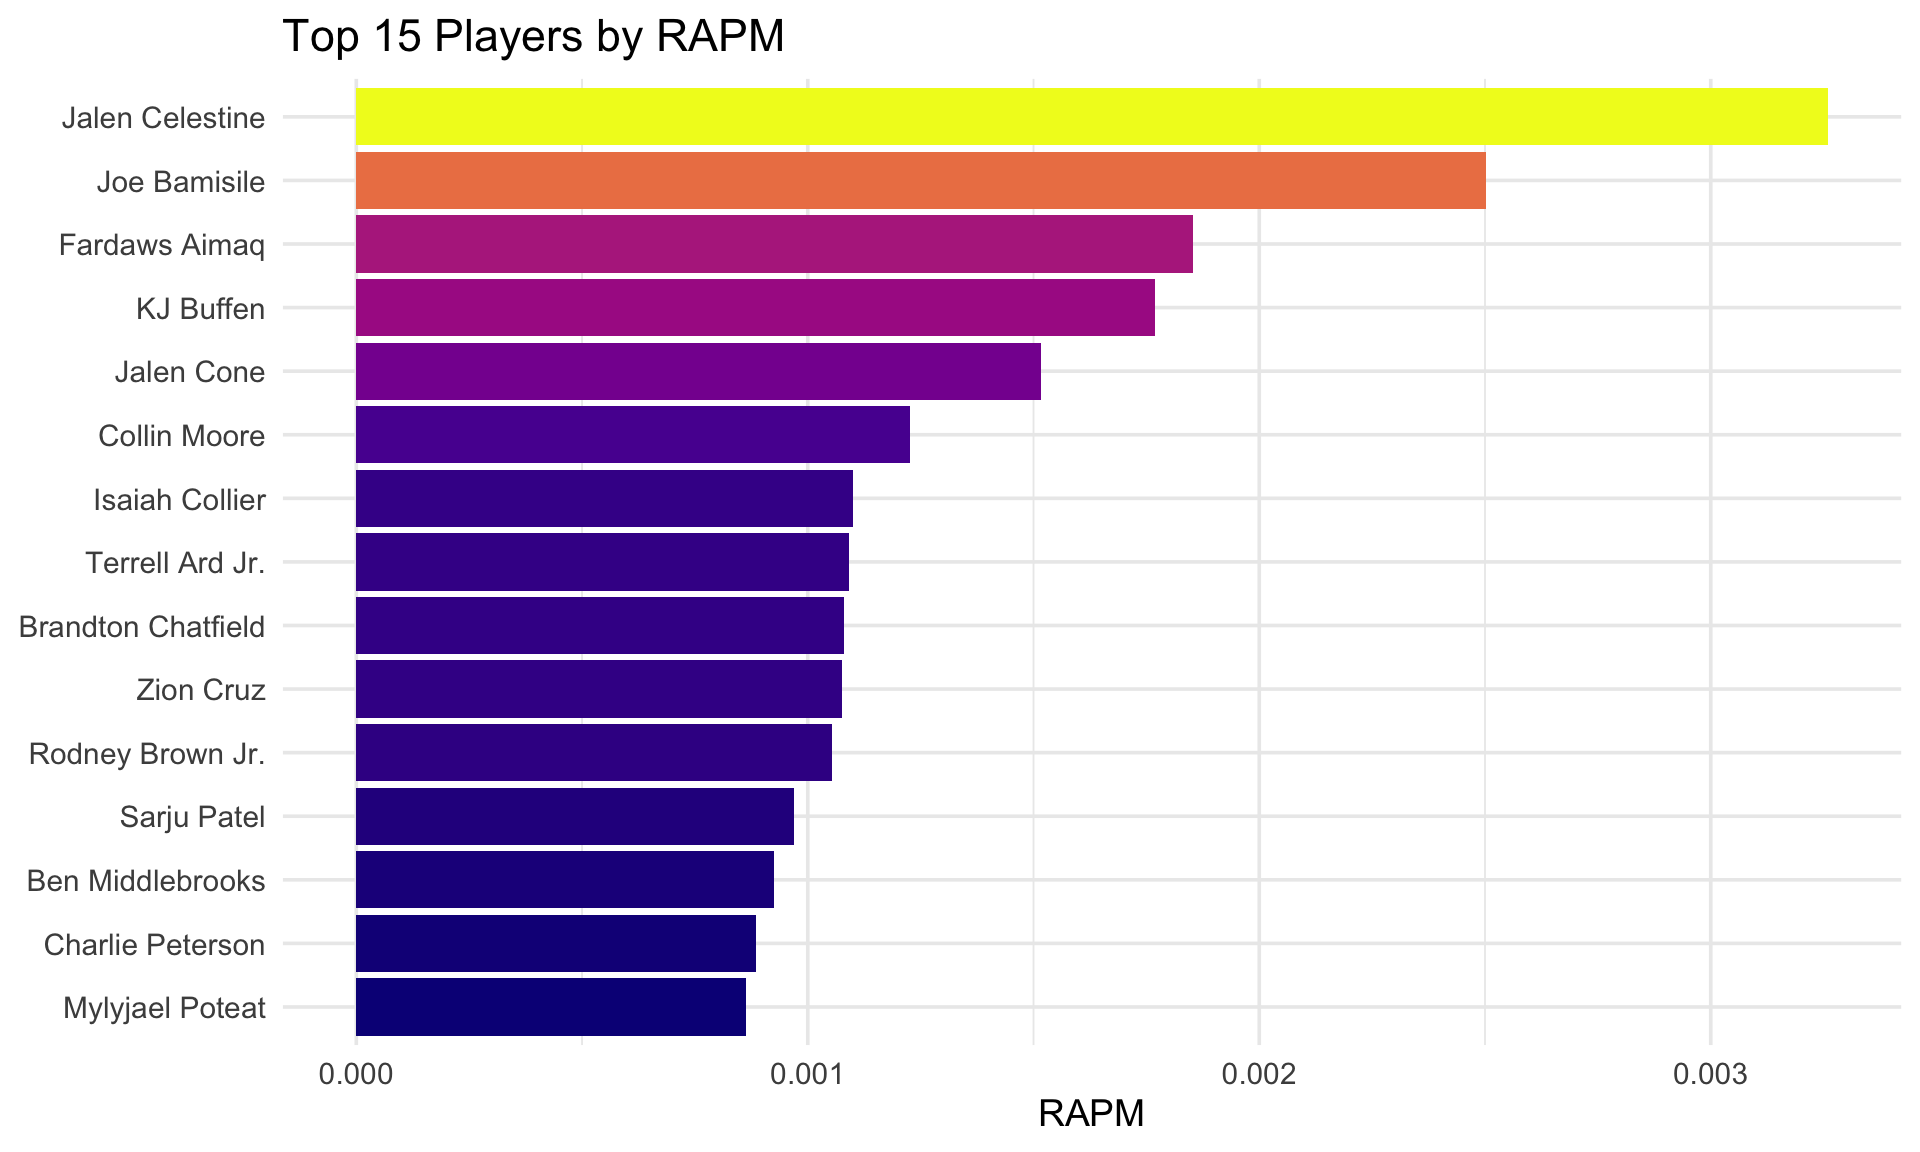 Top 15 Players by RAPM
Jalen Celestine
Joe Bamisile
Fardaws Aimaq
KJ Buffen
Jalen Cone
Collin Moore
Isaiah Collier
Terrell Ard Jr.
Brandton Chatfield
Zion Cruz
Rodney Brown Jr.
Sarju Patel
Ben Middlebrooks
Charlie Peterson
Mylyjael Poteat
0.000 0.001 0.002 0.003
RAPM